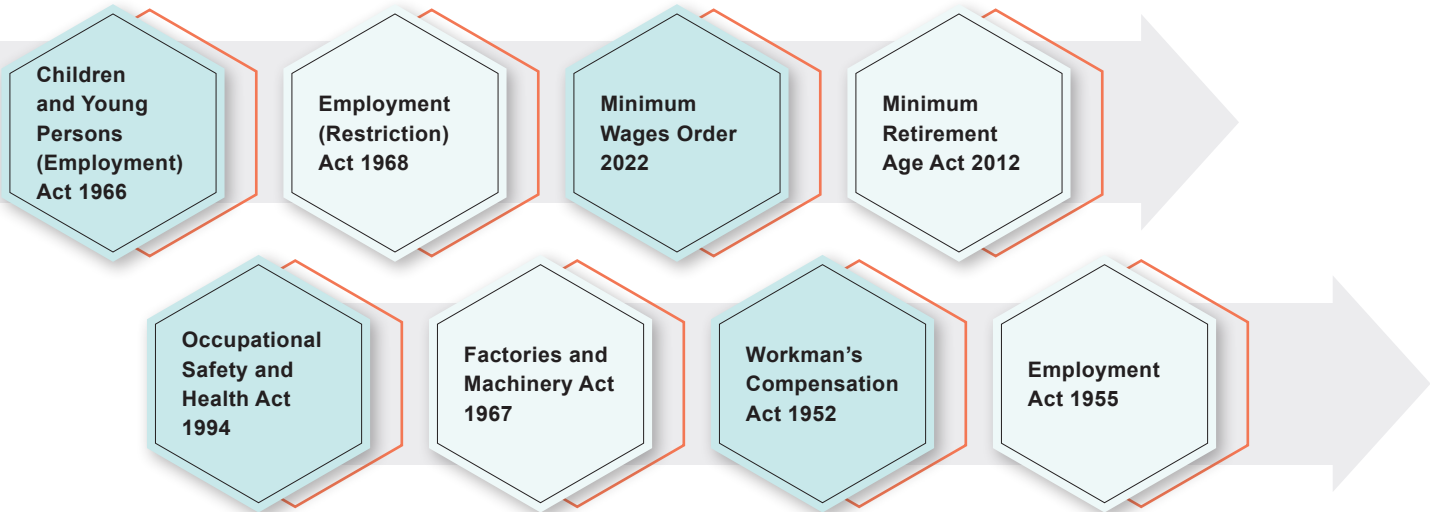 Children
and Young
Persons
(Employment)
Act 1966
Employment
(Restriction)
Act 1968
Minimum
Wages Order
2022
Minimum
Retirement
Age Act 2012
Occupational
Safety and
Health Act
1994
Factories and
Machinery Act
1967
Workman’s
Compensation
Act 1952
Employment
Act 1955